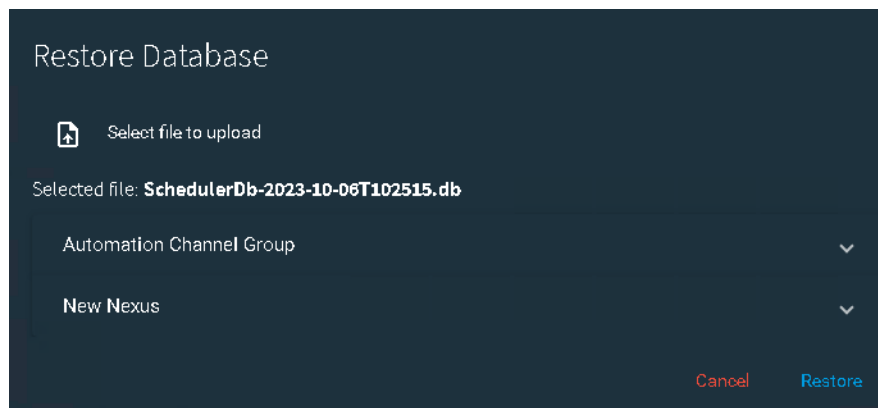 Restore Database
Select file to upload
Selected file: SchedulerDb-2023-10-06T102515.db
Automation Channel Group
New Nexus
Cancel Restore